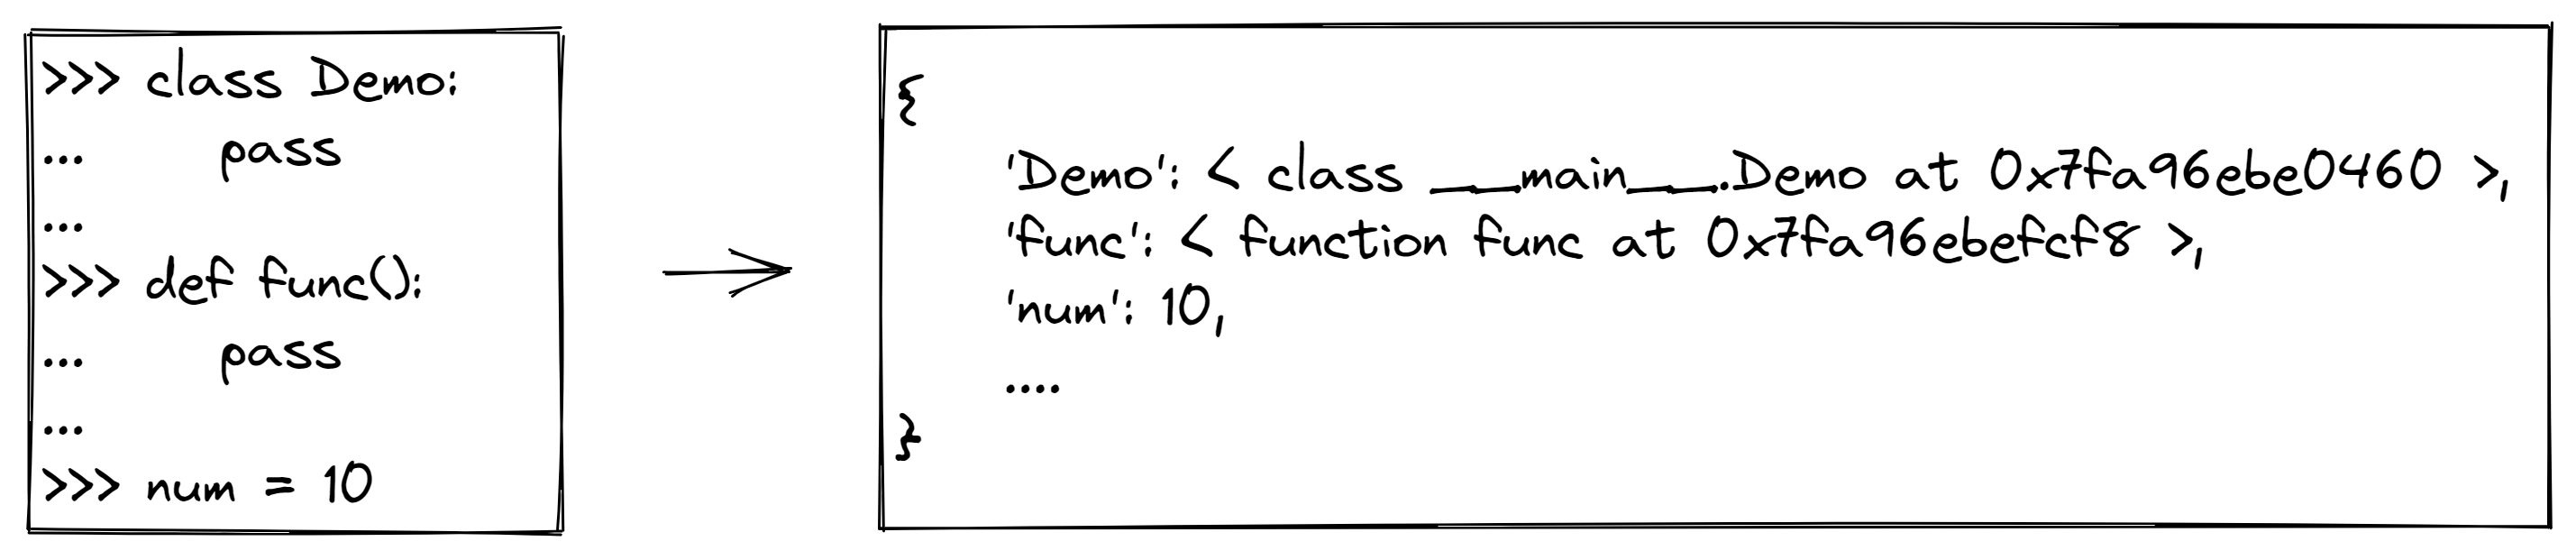 >>> class Demo:
... pass
...
>>> def func():
... pass
...
>>> num = 10
{
'Demo': < class __main__.Demo at 0x7fa96ebe0460 >,
'func': < function func at 0x7fa96ebefcf8 >,
'num': 10,
....
}